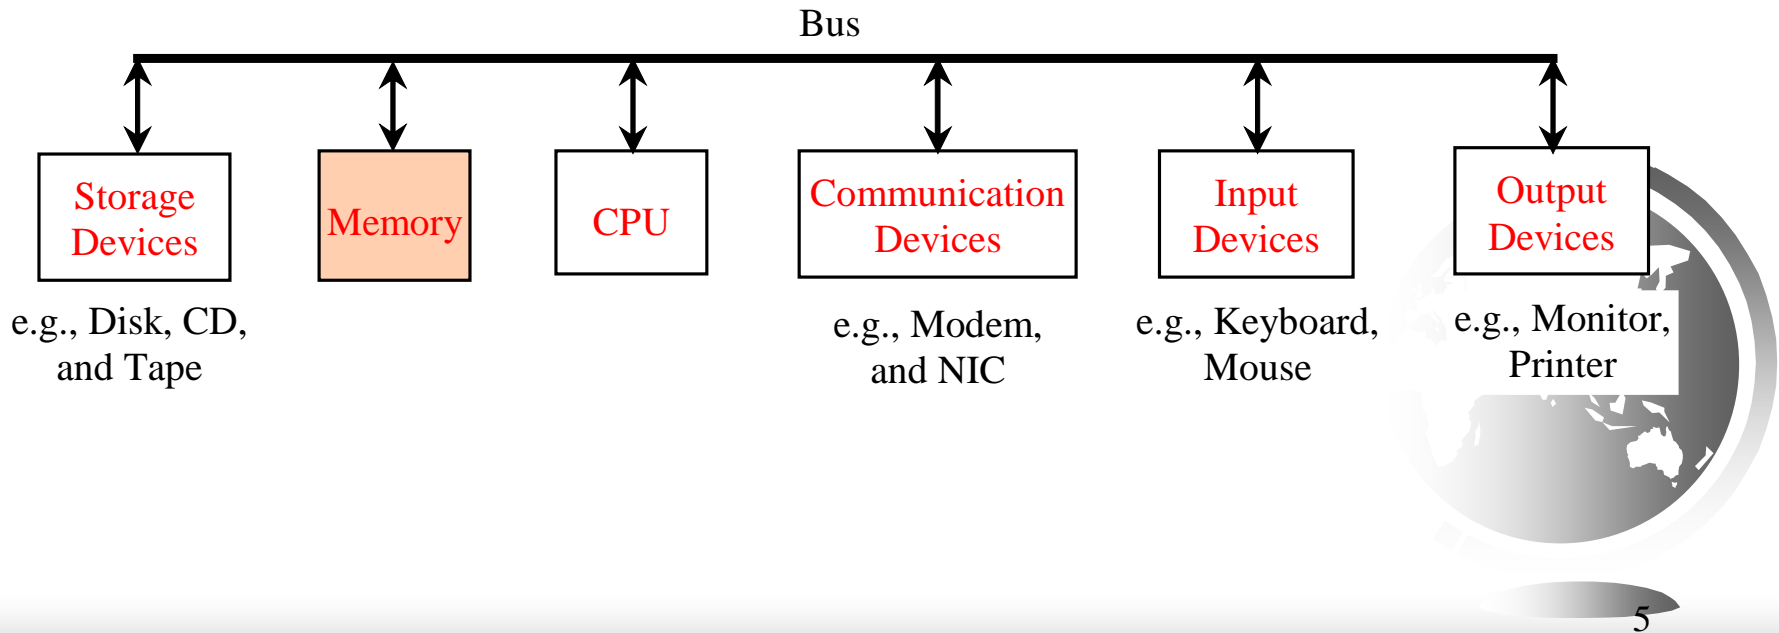 Bus
Storage
Devices
Memory
CPU
Communication
Devices
Input
Devices
Output
Devices
e.g., Disk, CD,
and Tape
e.g., Modem,
and NIC
e.g., Keyboard,
Mouse
e.g., Monitor,
Printer
5